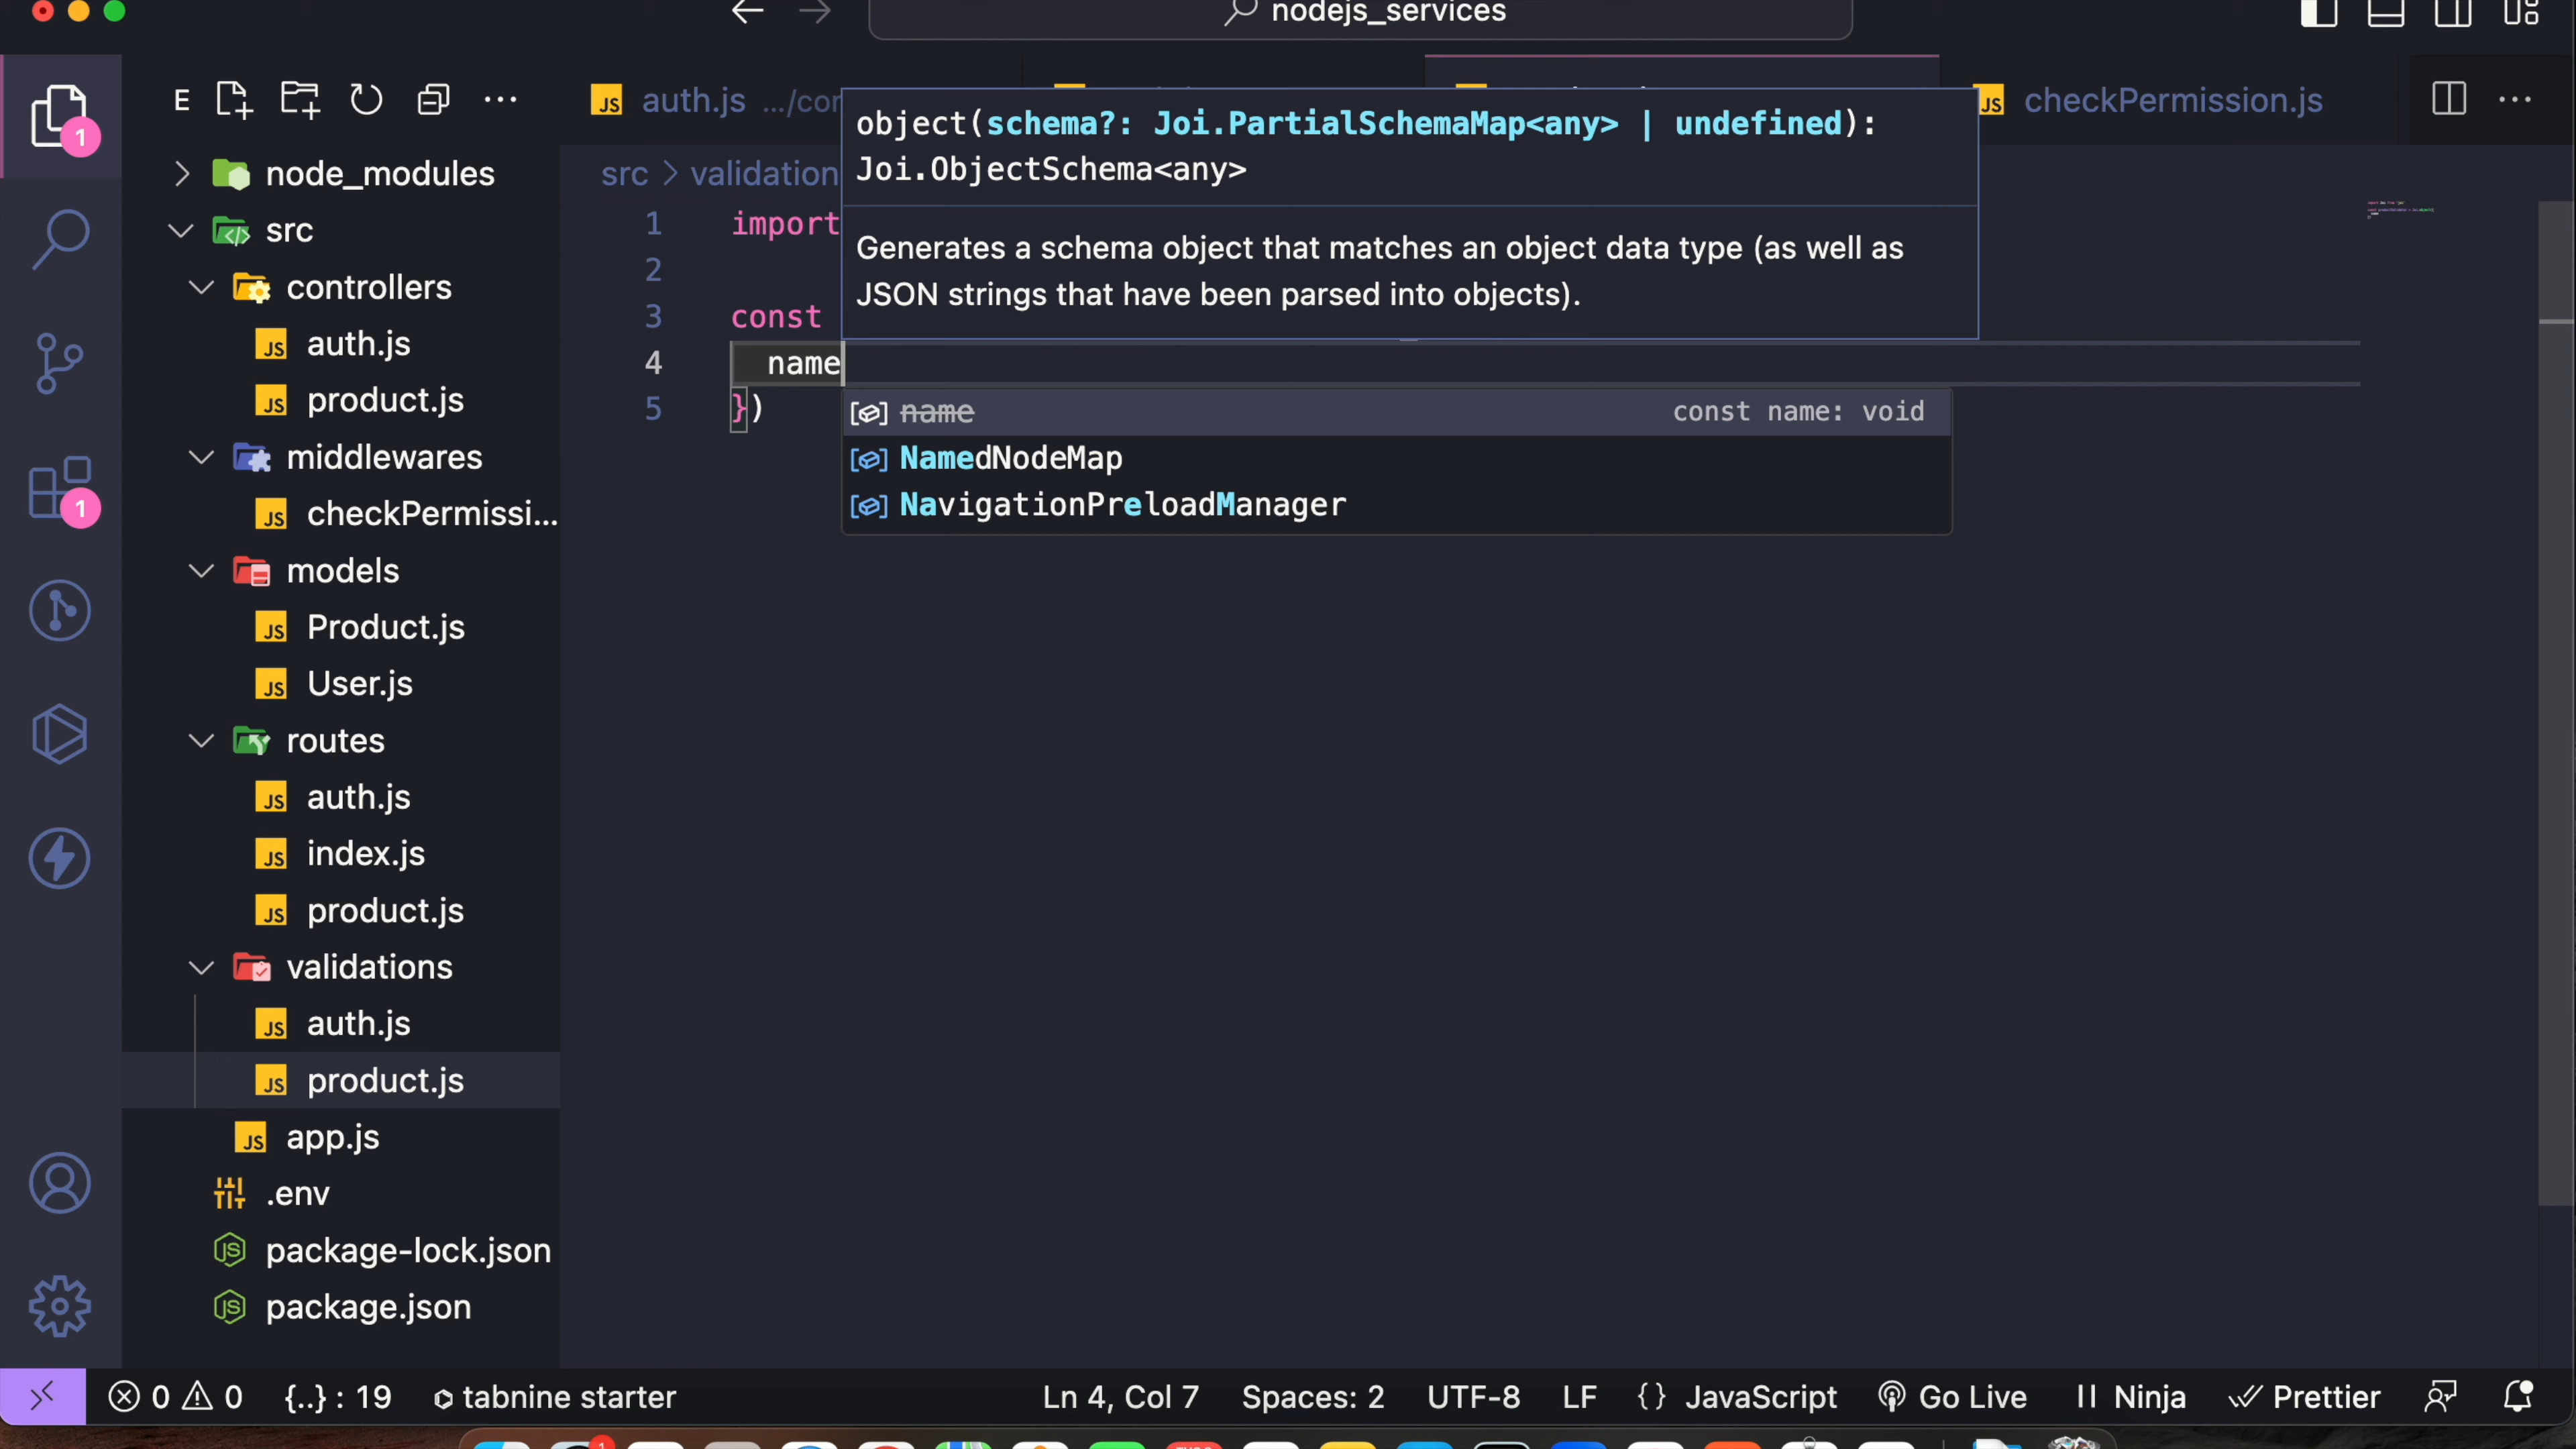 nodejs_services
E
auth.js .../cor
checkPermission.js
object(schema?: Joi.PartialSchemaMap<any> | undefined):
Joi.ObjectSchema<any>
Generates a schema object that matches an object data type (as well as
JSON strings that have been parsed into objects).
1
node_modules
src
controllers
auth.js
product.js
middlewares
checkPermissi...
models
Product.js
User.js
routes
auth.js
index.js
product.js
validations
auth.js
product.js
app.js
.env
package-lock.json
package.json
1
src > validation
1 import
2
3 const
4 name
5 })
name const name: void
NamedNodeMap
NavigationPreloadManager
0 0 {..} : 19 tabnine starter
Ln 4, Col 7 Spaces: 2 UTF-8 LF {} JavaScript Go Live Ninja Prettier